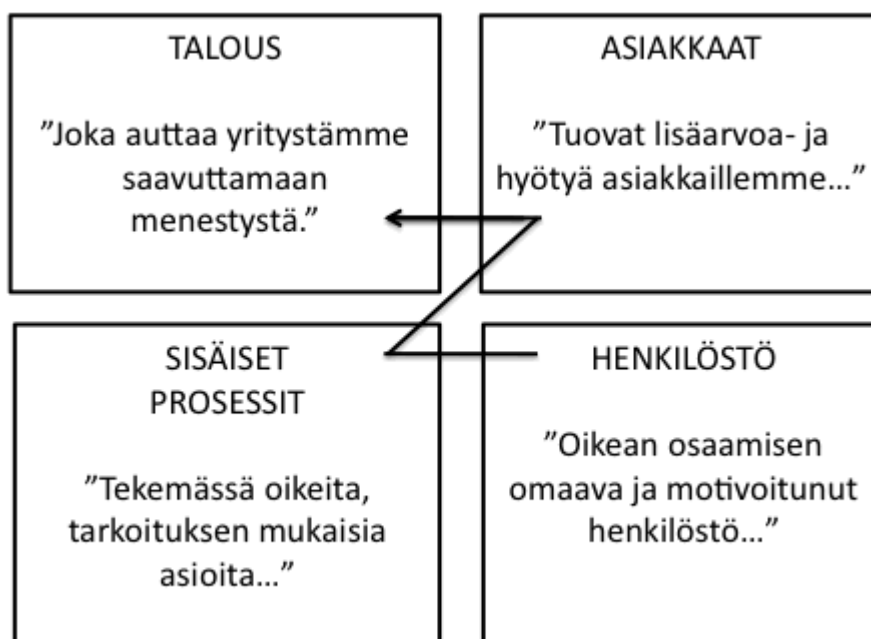 TALOUS
”Joka auttaa yritystämme
saavuttamaan
menestystä.”
ASIAKKAAT
”Tuovat lisäarvoa- ja
hyötyä asiakkaillemme…”
SISÄISET
PROSESSIT
”Tekemässä oikeita,
tarkoituksen mukaisia
asioita…”
HENKILÖSTÖ
”Oikean osaamisen
omaava ja motivoitunut
henkilöstö…”